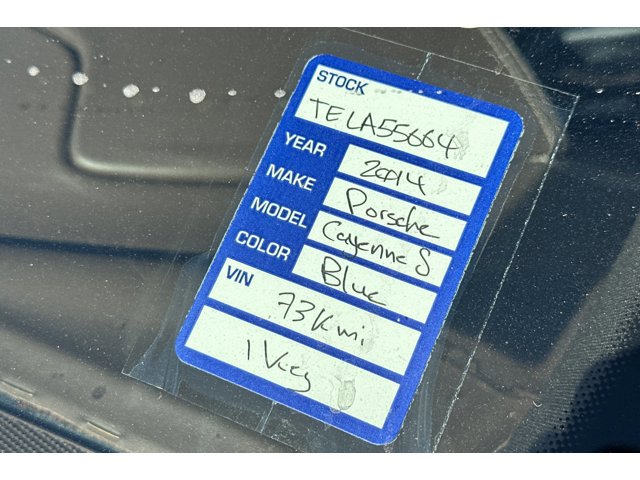 STOCK
TELA55664
YEAR 2014
MAKE Porsche
MODEL Cayenne S
COLOR Blue
VIN 73K mi
1 Key